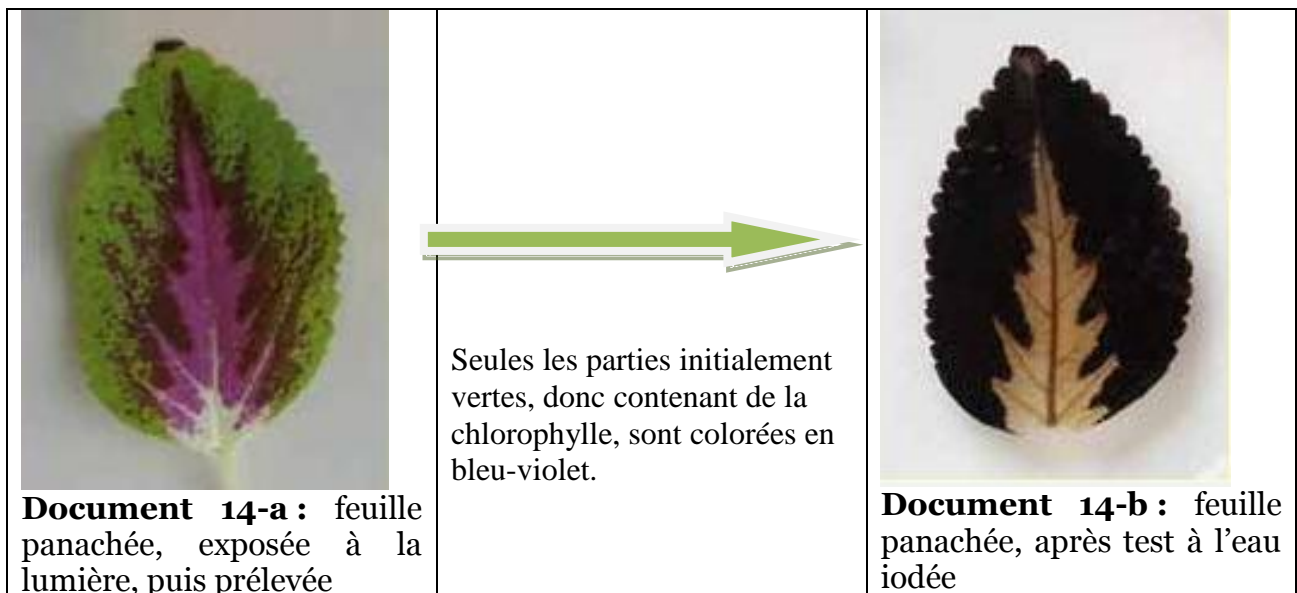 Seules les parties initialement
vertes, donc contenant de la
chlorophylle, sont colorées en
bleu-violet.
Document 14-a : feuille
panachée, exposée à la
lumière, puis prélevée
Document 14-b : feuille
panachée, après test à l’eau
iodée